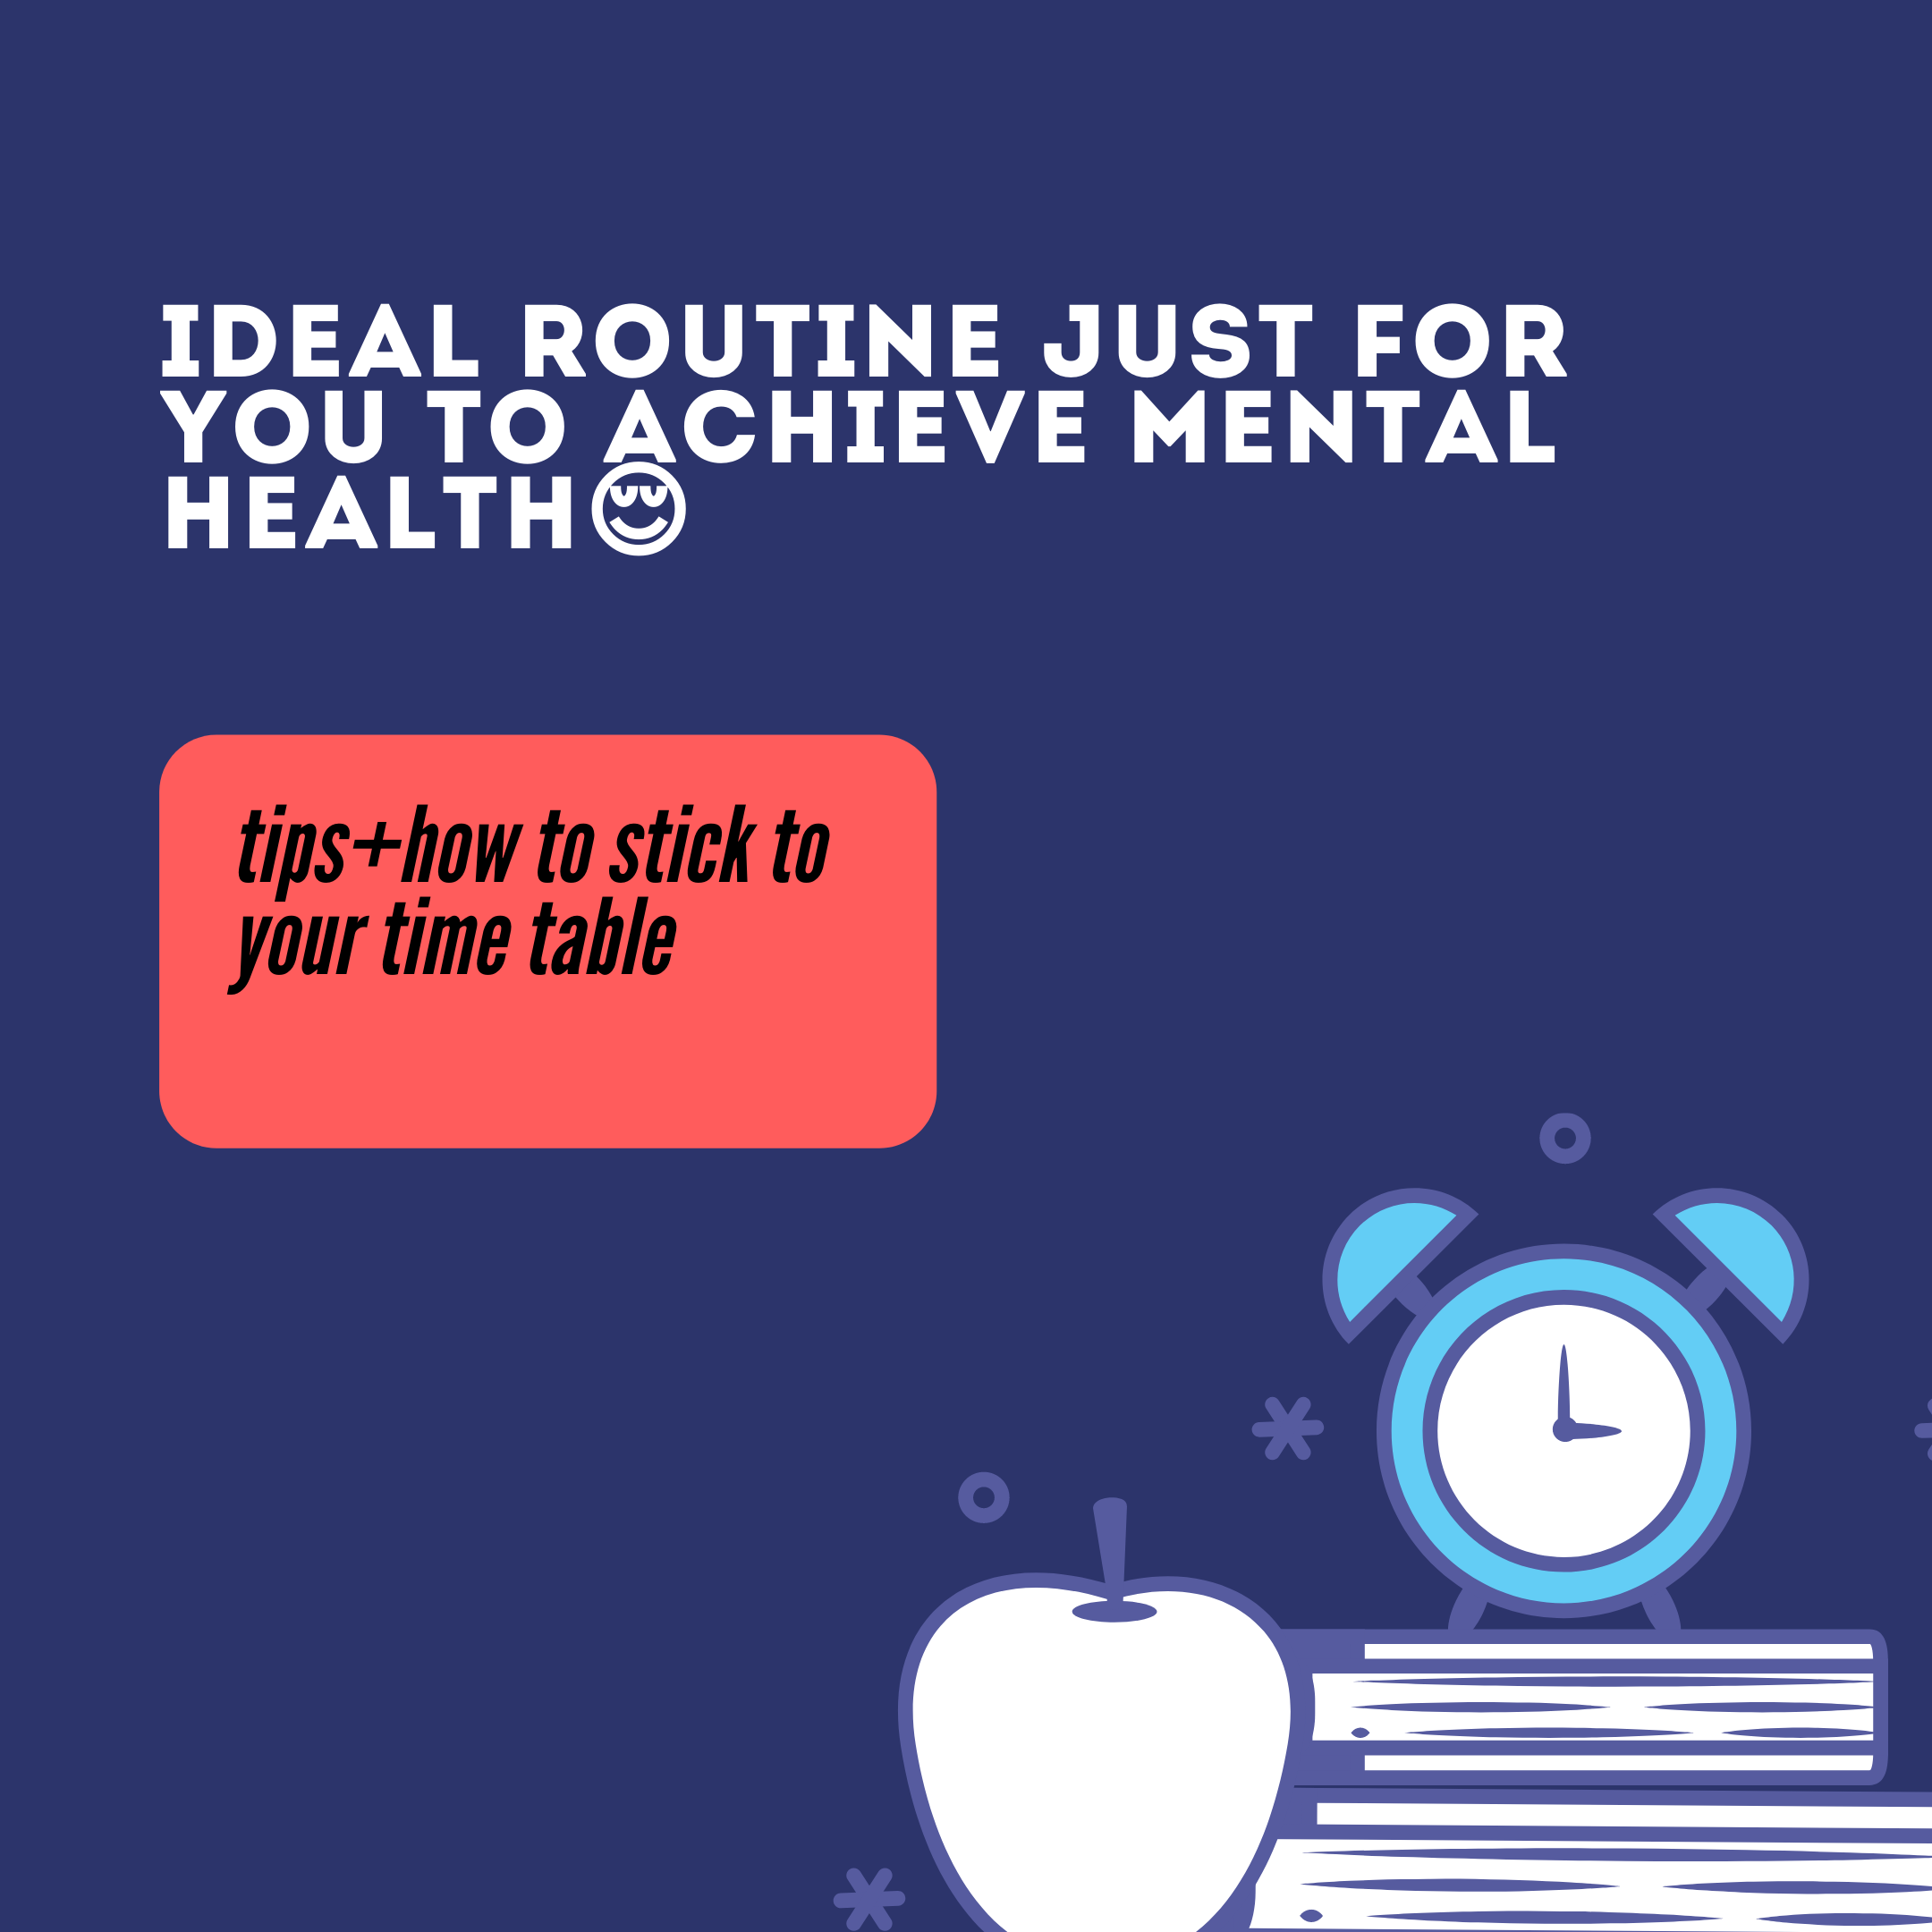 IDEAL ROUTINE JUST FOR
YOU TO ACHIEVE MENTAL
HEALTH😌
tips+how to stick to
your time table